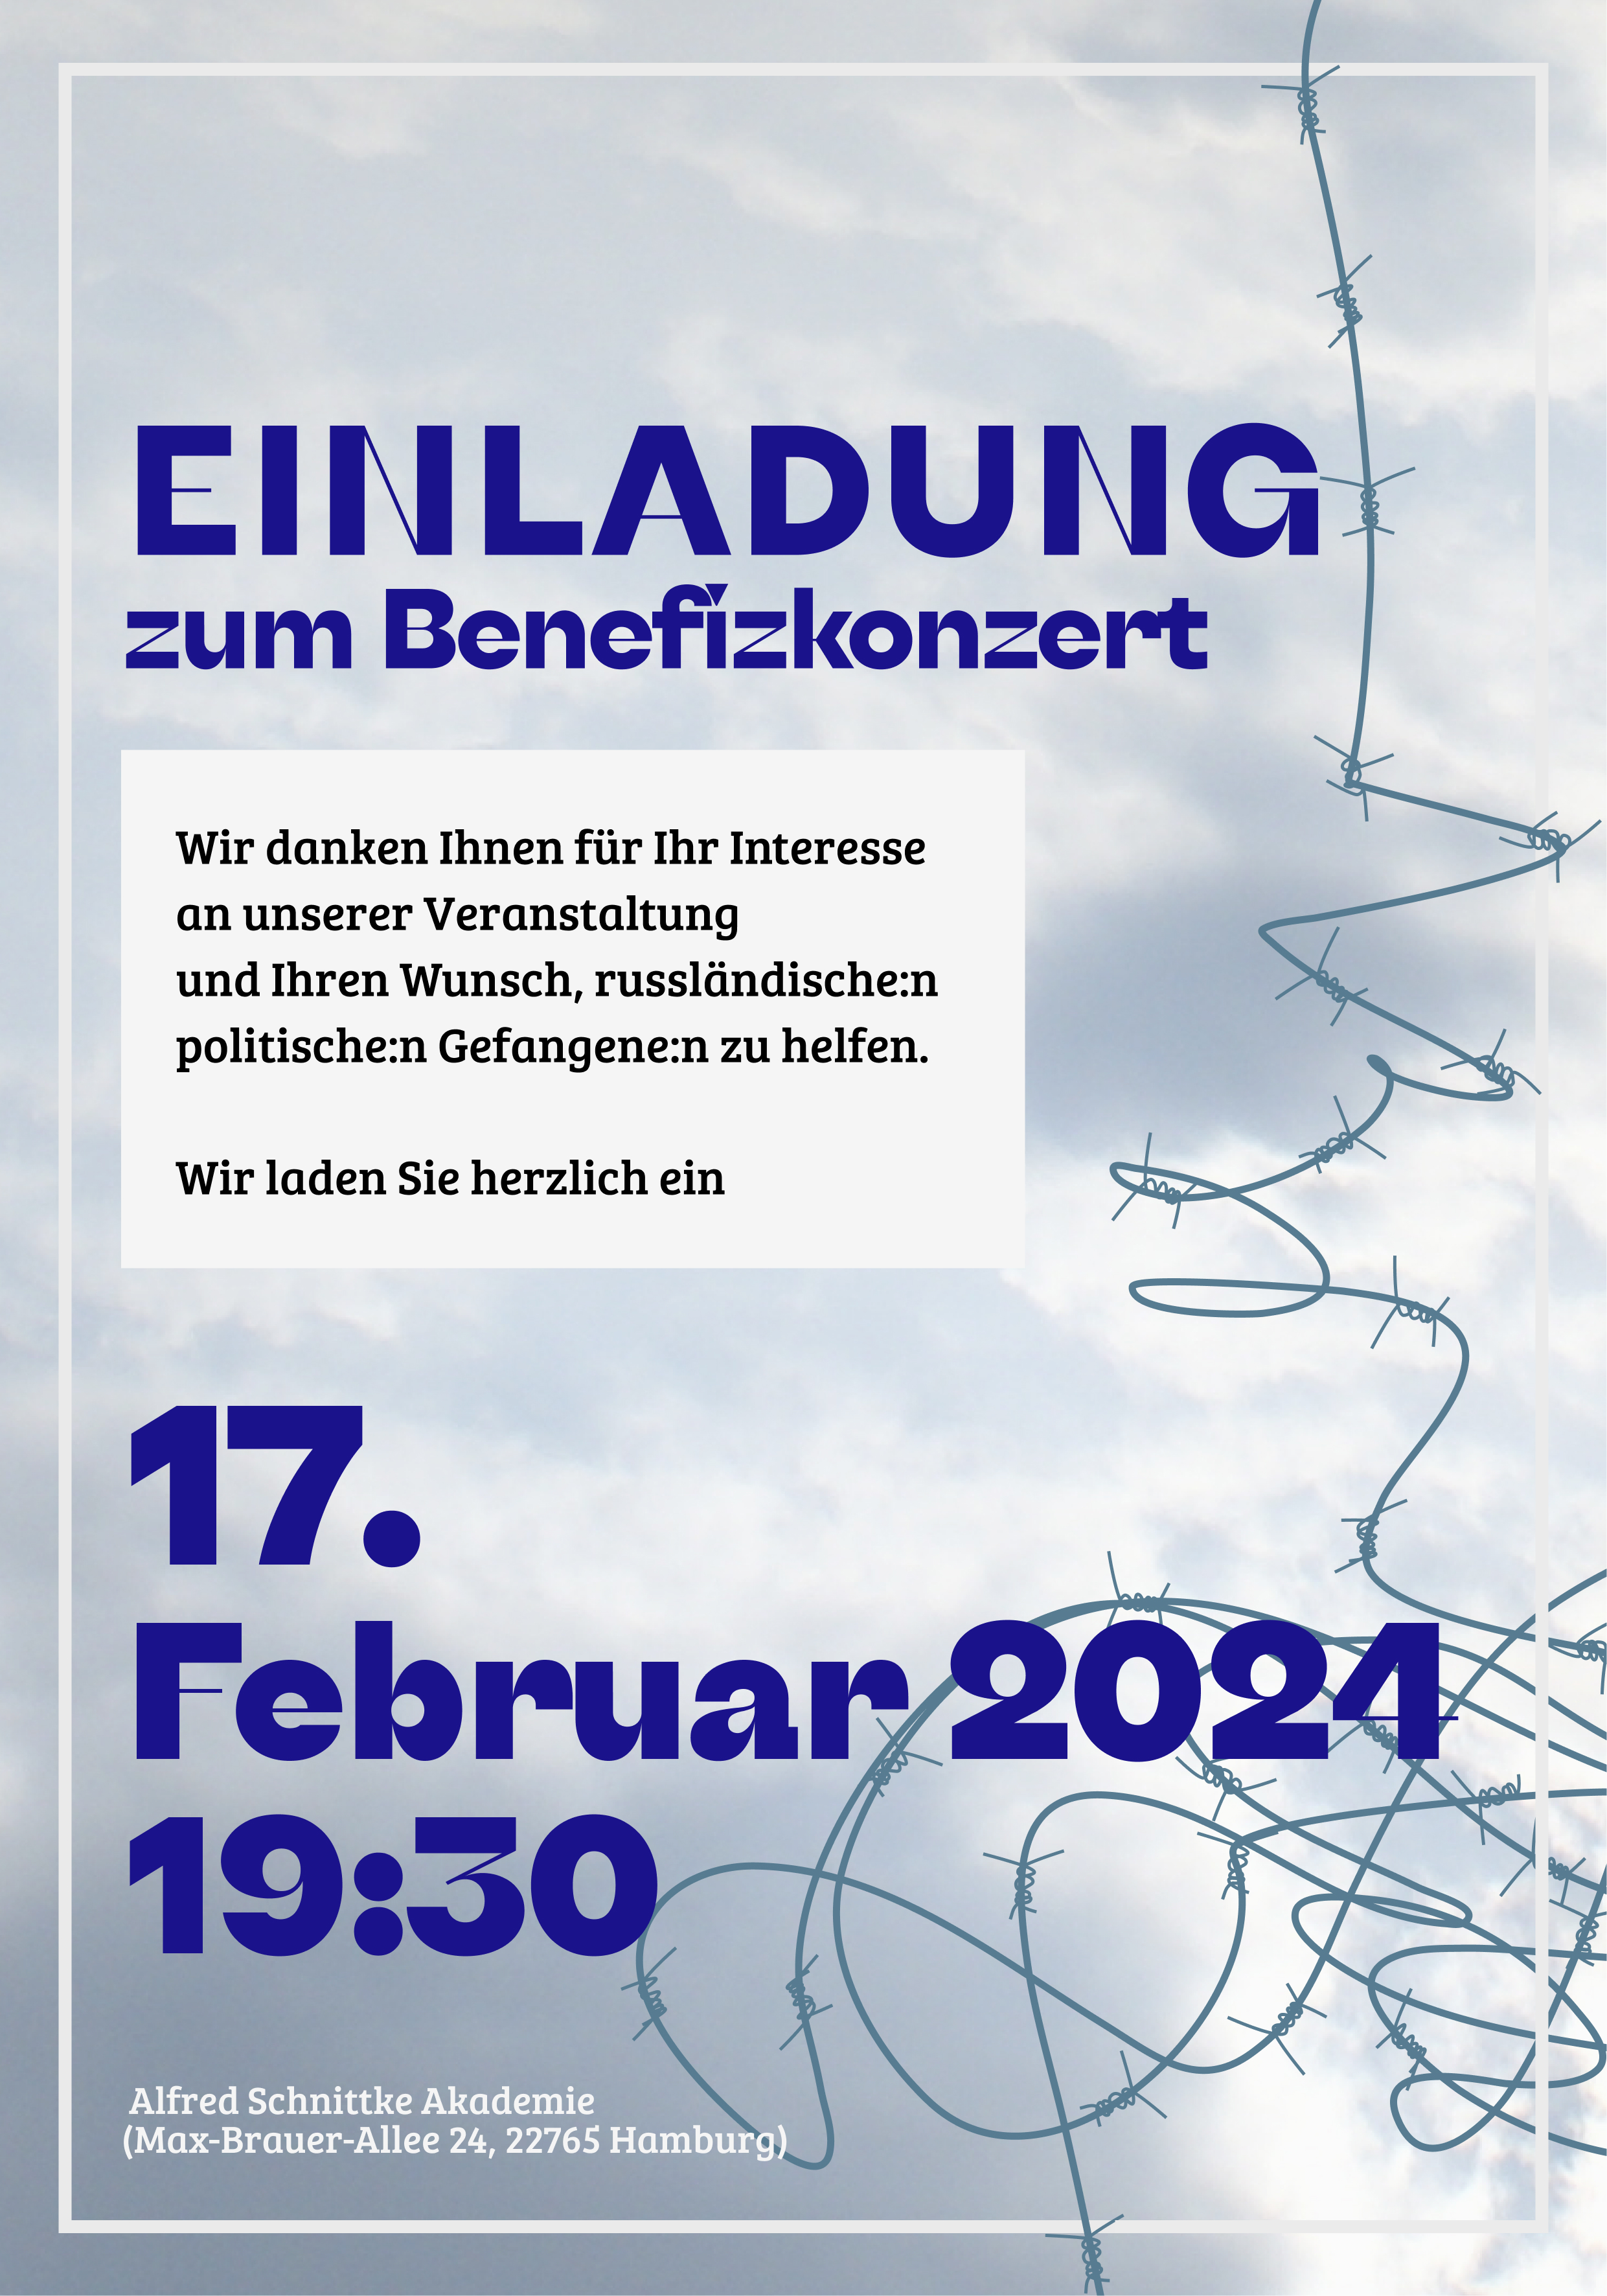 EINLADUNG
zum Benefizkonzert
Wir danken Ihnen für Ihr Interesse
an unserer Veranstaltung
und Ihren Wunsch, russländische:n
politische:n Gefangene:n zu helfen.
Wir laden Sie herzlich ein
17.
Februar 2024
19:30
Alfred Schnittke Akademie
(Max-Brauer-Allee 24, 22765 Hamburg)